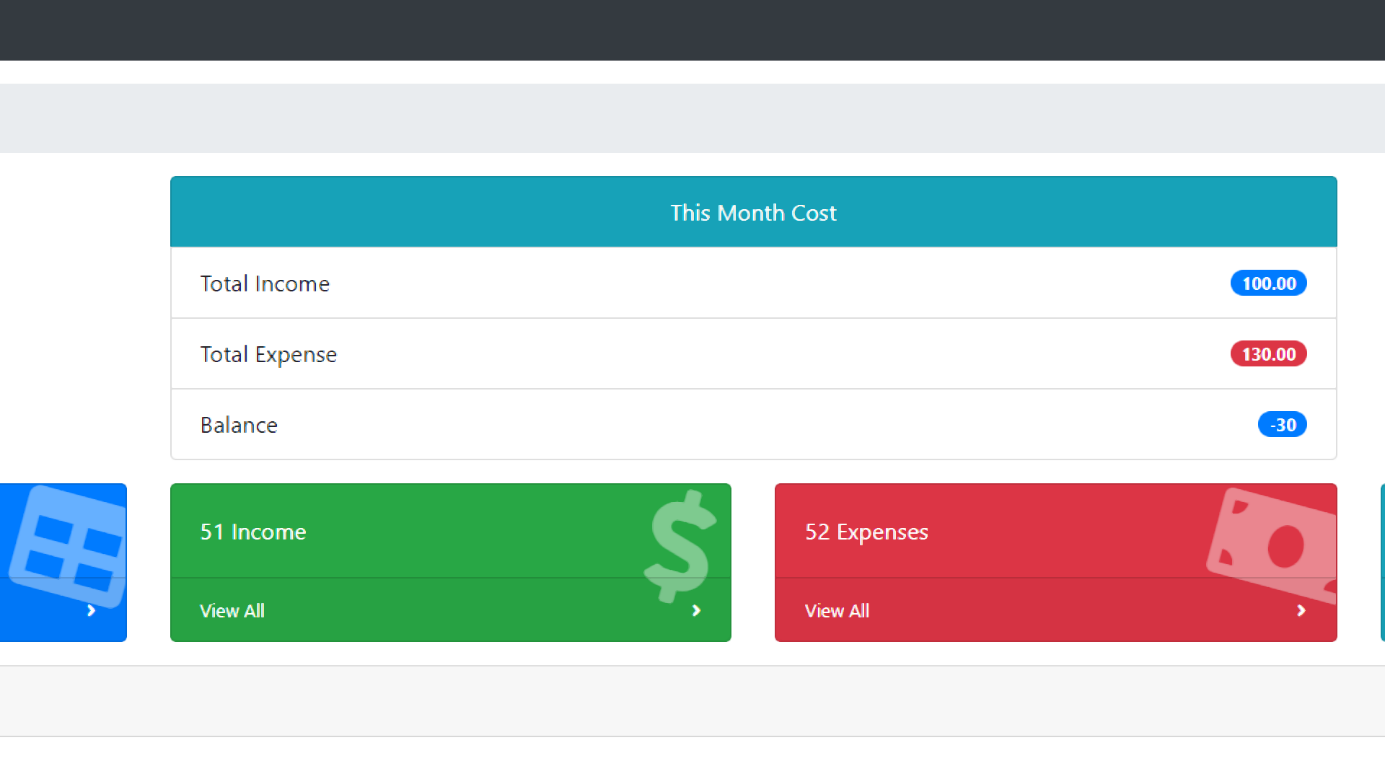 This Month Cost
Total Income 100.00
Total Expense 130.00
Balance -30
51 Income
52 Expenses
View All
View All